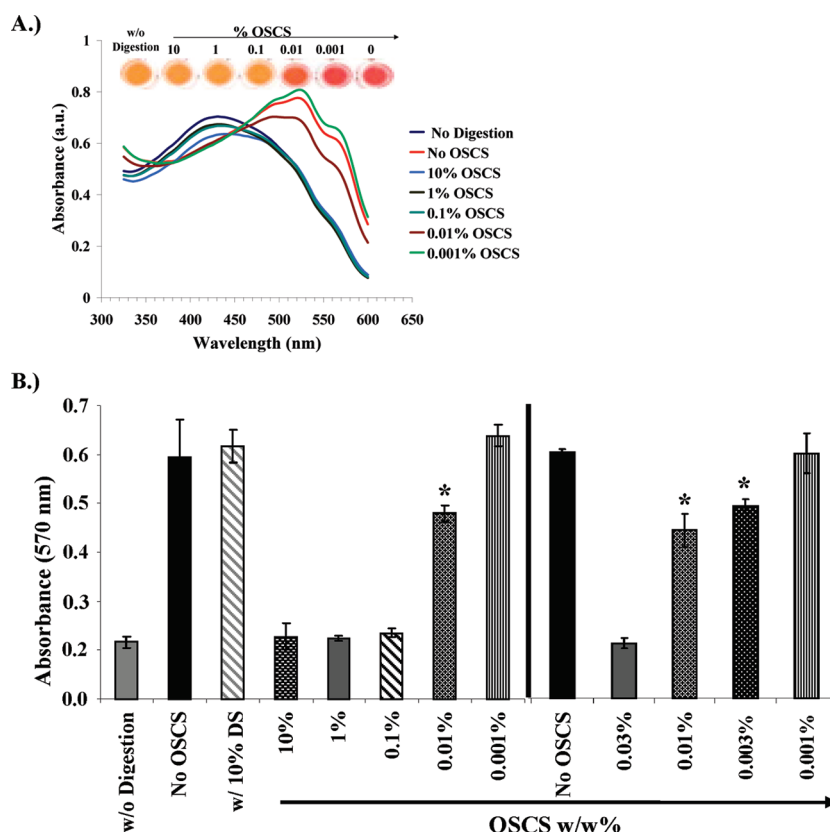 A.)
w/o
Digestion
% OSCS
10 1 0.1 0.01 0.001 0
1
0.8
0.6
0.4
0.2
0
Absorbance (a.u.)
300 350 400 450 500 550 600 650
Wavelength (nm)
No Digestion
No OSCS
10% OSCS
1% OSCS
0.1% OSCS
0.01% OSCS
0.001% OSCS
B.)
0.7
0.6
0.5
0.4
0.3
0.2
0.0
Absorbance (570 nm)
*
*
*
w/o Digestion
No OSCS
w/ 10% DS
10%
1%
0.1%
0.01%
0.001%
No OSCS
0.03%
0.01%
0.003%
0.001%
OSCS w/w%